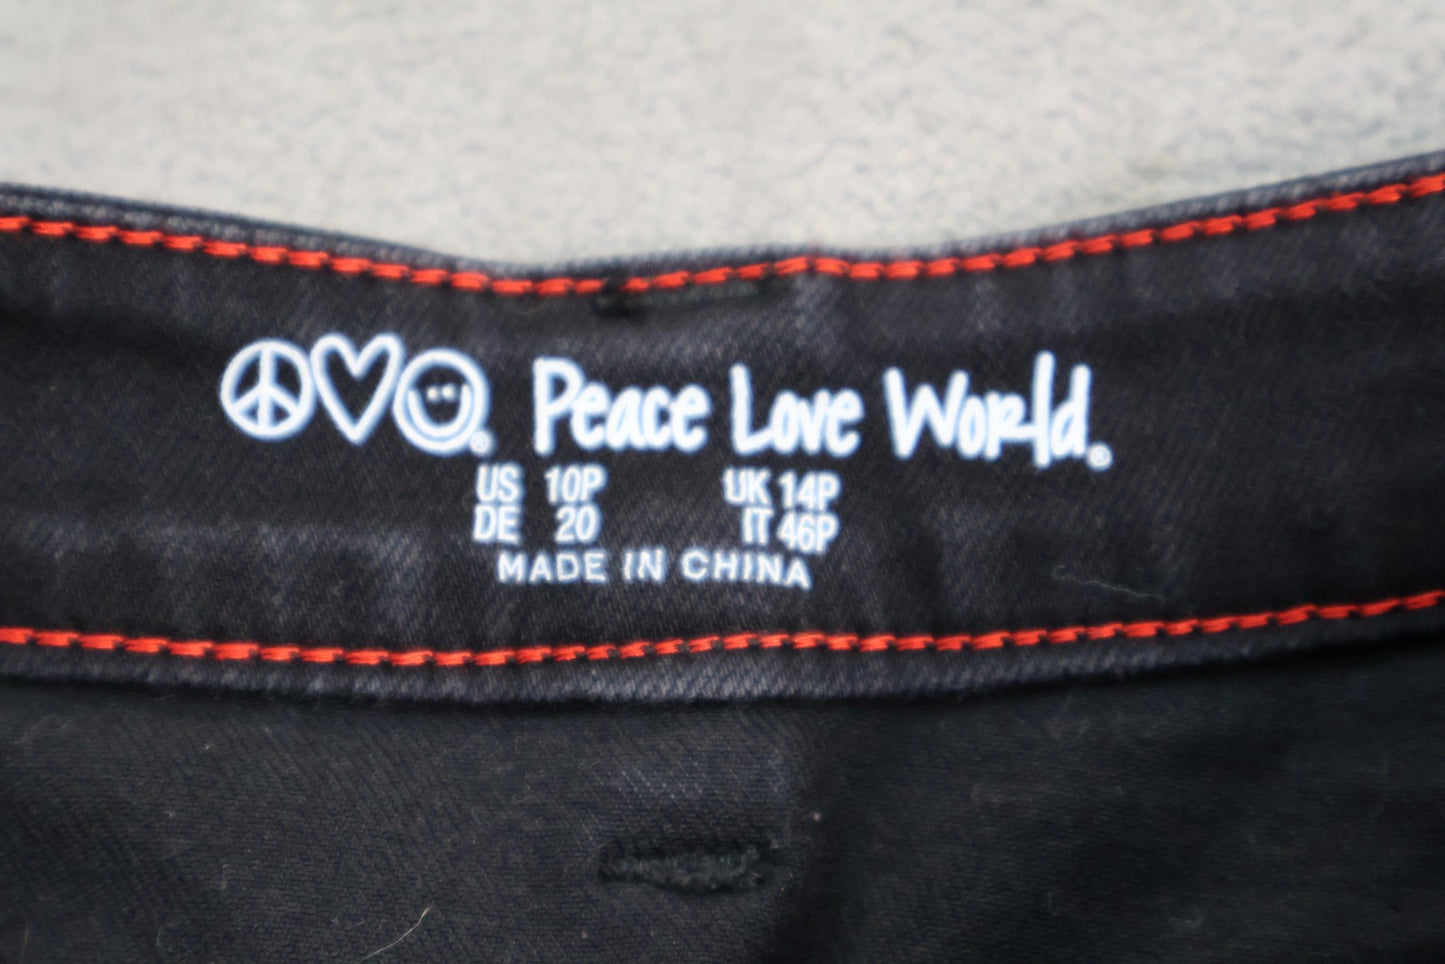 ® Peace Love World.®
US 10P UK 14P
DE 20 IT 46P
MADE IN CHINA